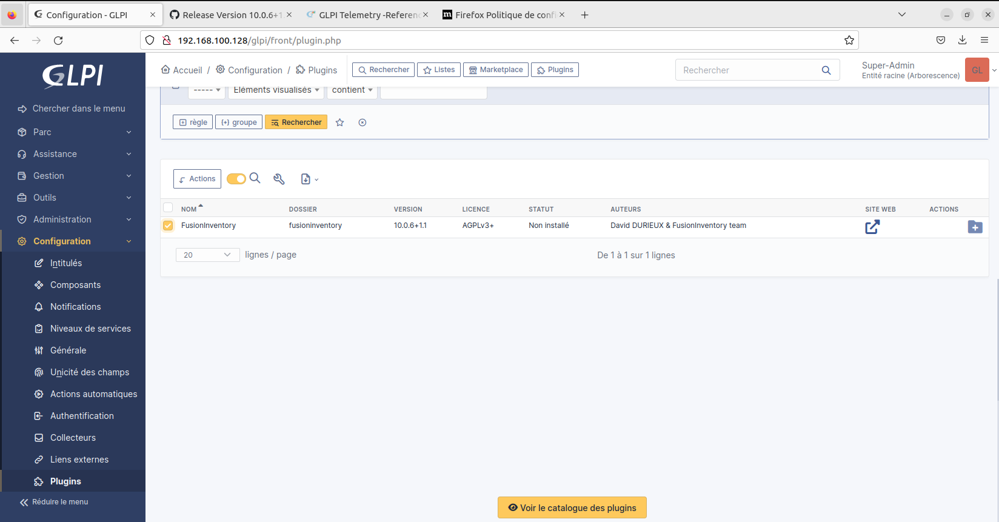 Configuration - GLPI
Release Version 10.0.6+1
GLPI Telemetry -Referenc
Firefox Politique de confi
192.168.100.128/glpi/front/plugin.php
GLPI
Accueil / Configuration / Plugins
Rechercher
Listes
Marketplace
Plugins
Rechercher
Super-Admin
Entité racine (Arborescence)
GL
Chercher dans le menu
Parc
Assistance
Gestion
Outils
Administration
Configuration
Intitulés
Composants
Notifications
Niveaux de services
Générale
Unicité des champs
Actions automatiques
Authentification
Collecteurs
Liens externes
Plugins
Réduire le menu
----- Eléments visualisés contient
règle
groupe
Rechercher
Actions
NOM DOSSIER VERSION LICENCE STATUT AUTEURS SITE WEB ACTIONS
FusionInventory fusioninventory 10.0.6+1.1 AGPLv3+ Non installé David DURIEUX & FusionInventory team
20 lignes / page De 1 à 1 sur 1 lignes
Voir le catalogue des plugins